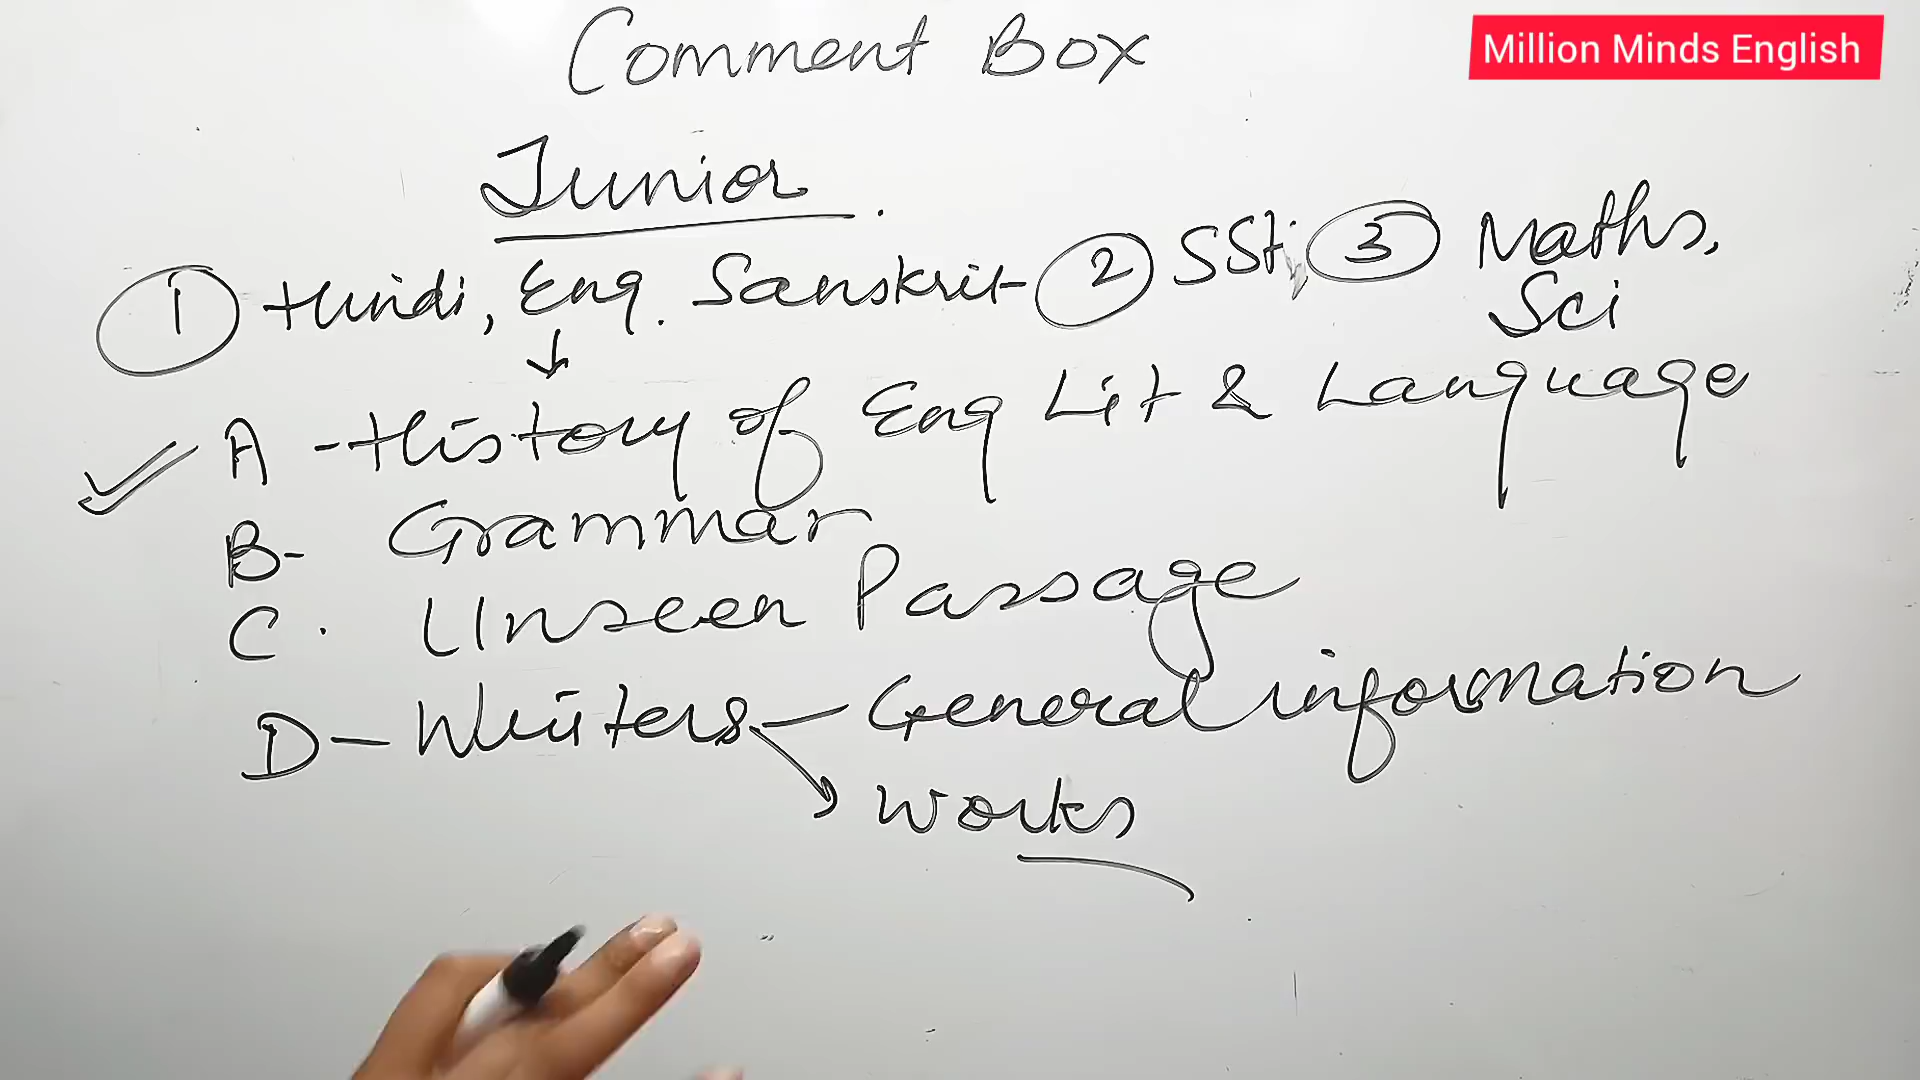 Comment Box
Million Minds English
Junior
① Hindi, Eng. Sanskrit ② SSt, ③ Maths,
Sci
↓
A - History of Eng Lit & Language
B- Grammar
C. Unseen Passage
D - Writers — General information
works